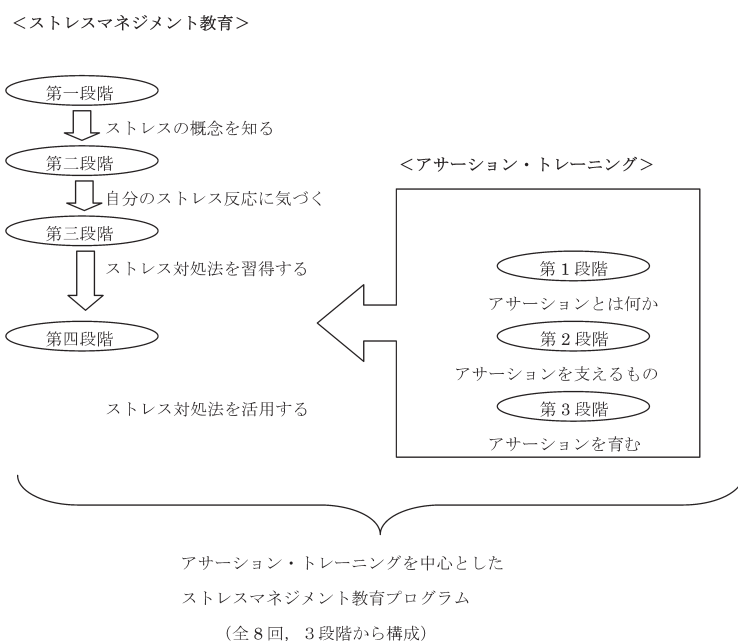 ＜ストレスマネジメント教育＞
第一段階
ストレスの概念を知る
第二段階
自分のストレス反応に気づく
第三段階
ストレス対処法を習得する
第四段階
ストレス対処法を活用する
＜アサーション・トレーニング＞
第１段階
アサーションとは何か
第２段階
アサーションを支えるもの
第３段階
アサーションを育む
アサーション・トレーニングを中心とした
ストレスマネジメント教育プログラム
（全８回，３段階から構成）